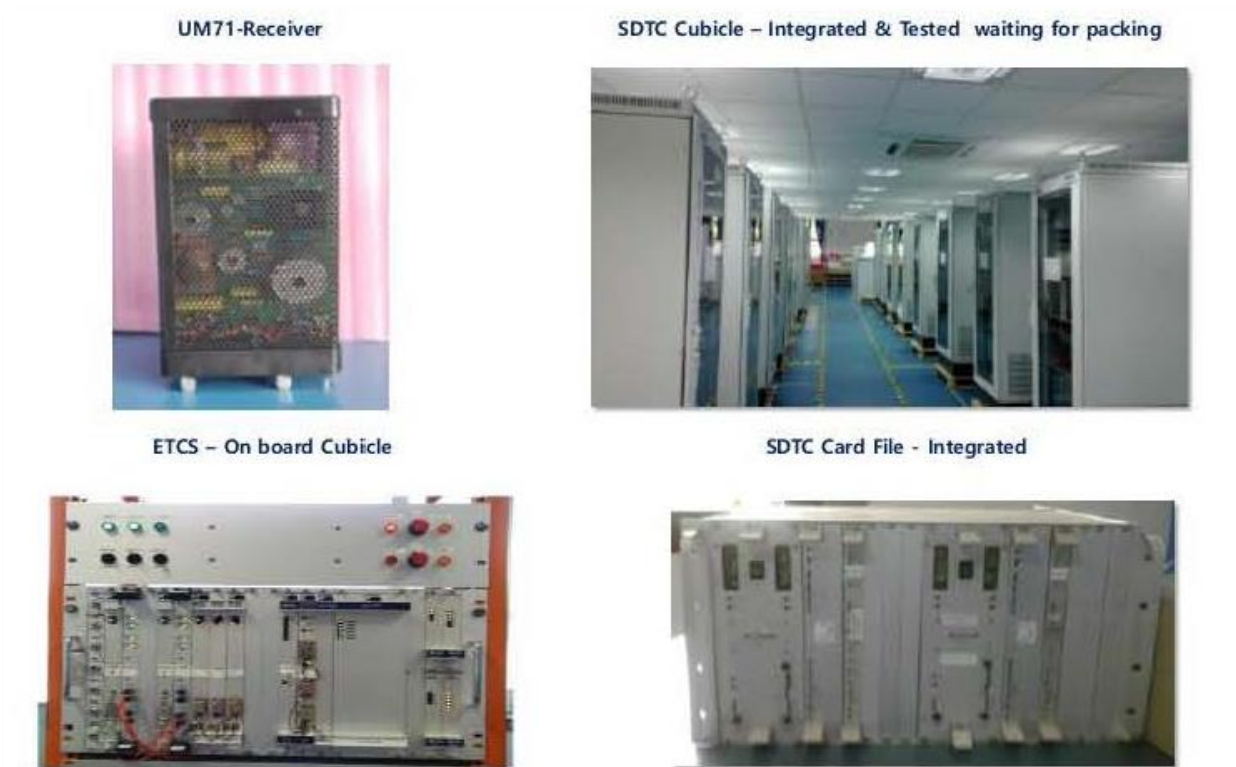 UM71-Receiver
SDTC Cubicle – Integrated & Tested waiting for packing
ETCS – On board Cubicle
SDTC Card File - Integrated